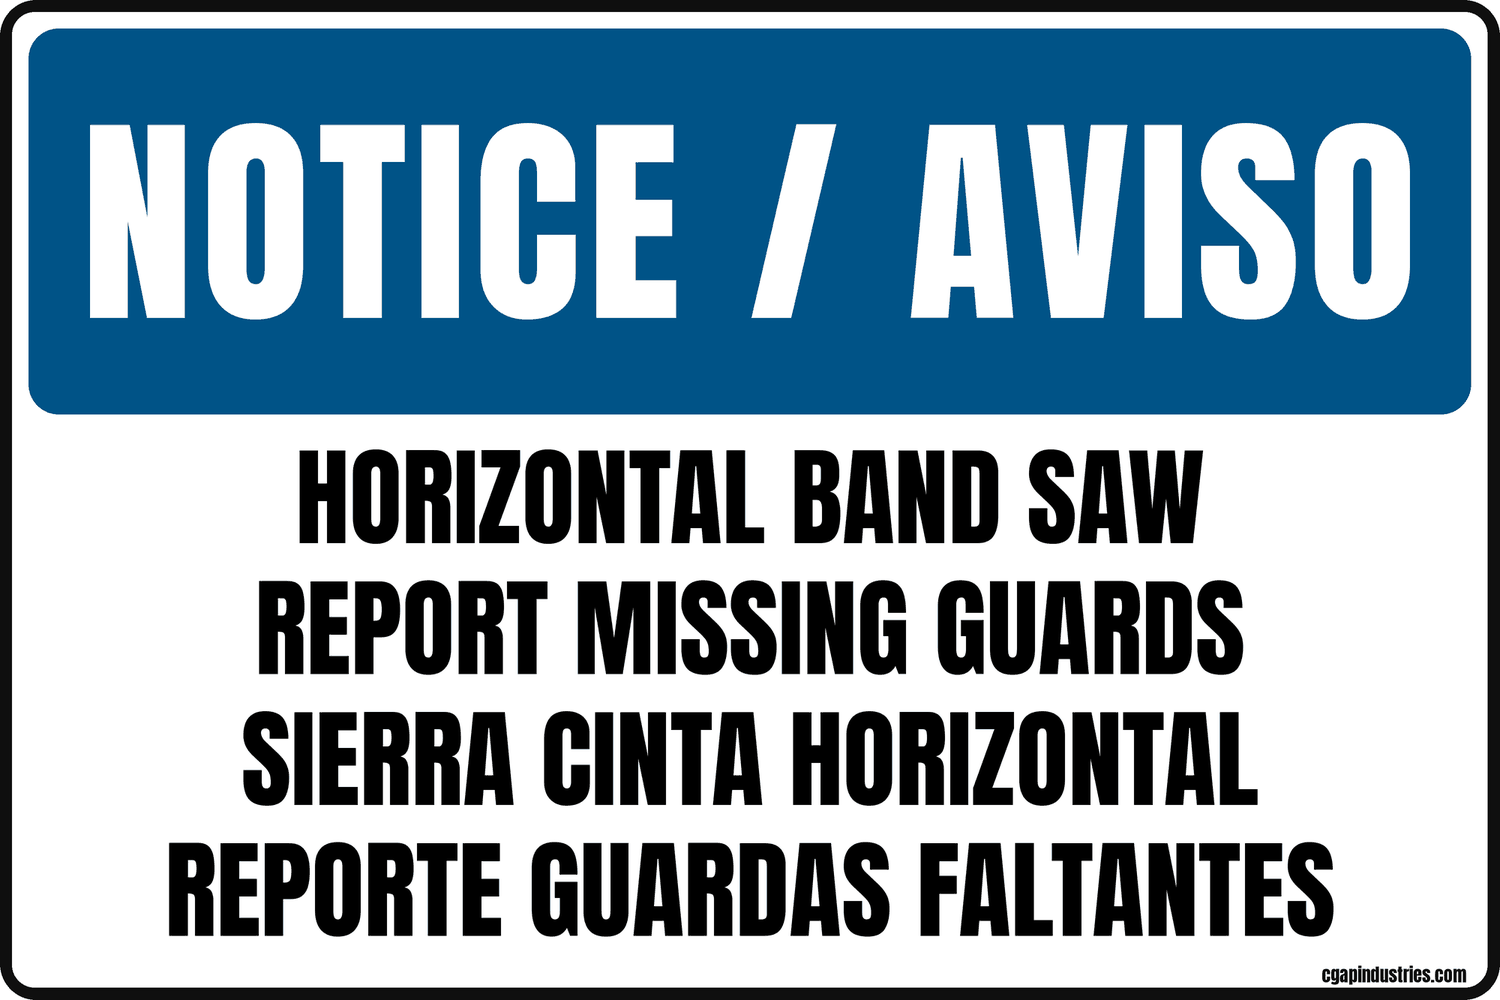 NOTICE / AVISO
HORIZONTAL BAND SAW
REPORT MISSING GUARDS
SIERRA CINTA HORIZONTAL
REPORTE GUARDAS FALTANTES
cgapindustries.com